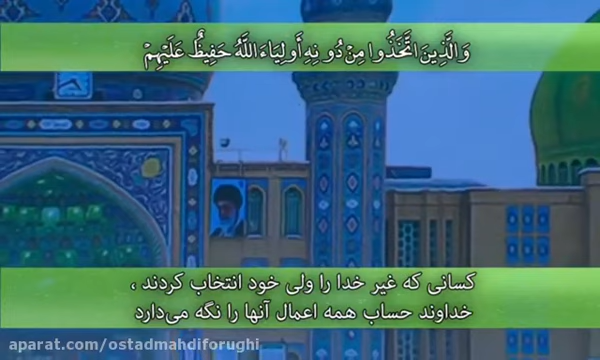 وَالَّذِينَ اتَّخَذُوا مِنْ دُونِهِ أَوْلِيَاءَ اللَّهُ حَفِيظٌ عَلَيْهِمْ
کسانی که غیر خدا را ولی خود انتخاب کردند ،
خداوند حساب همه اعمال آنها را نگه می‌دارد
aparat.com/ostadmahdiforughi